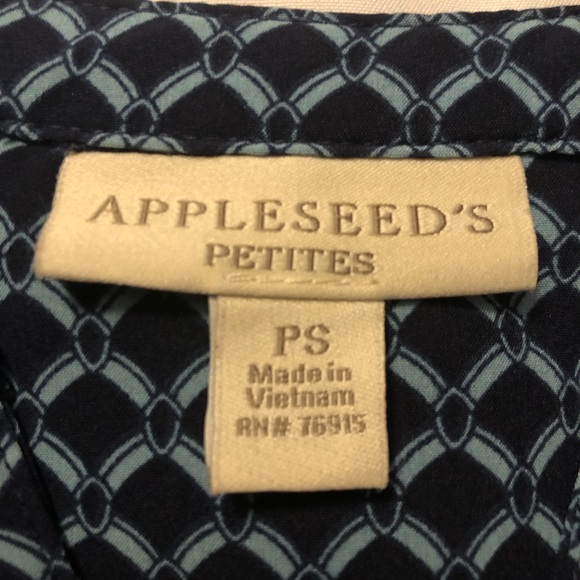 APPLESEED'S
PETITES
PS
Made in
Vietnam
RN# 76915